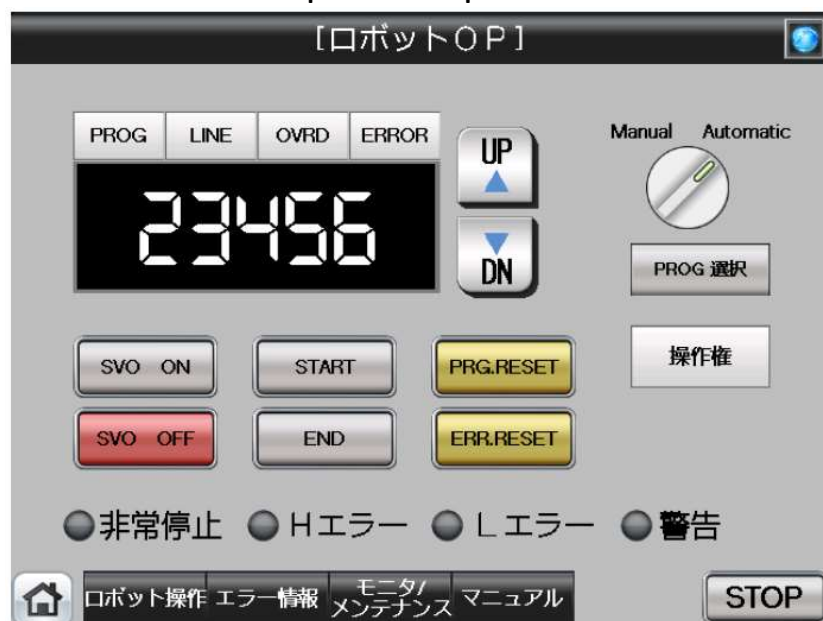 [ロボットOP]
PROG LINE OVRD ERROR
23456
UP
DN
Manual Automatic
PROG 選択
操作権
SVO ON START PRG.RESET
SVO OFF END ERR.RESET
非常停止 Hエラー Lエラー 警告
ロボット操作 エラー情報 モニタ/
メンテナンス マニュアル
STOP